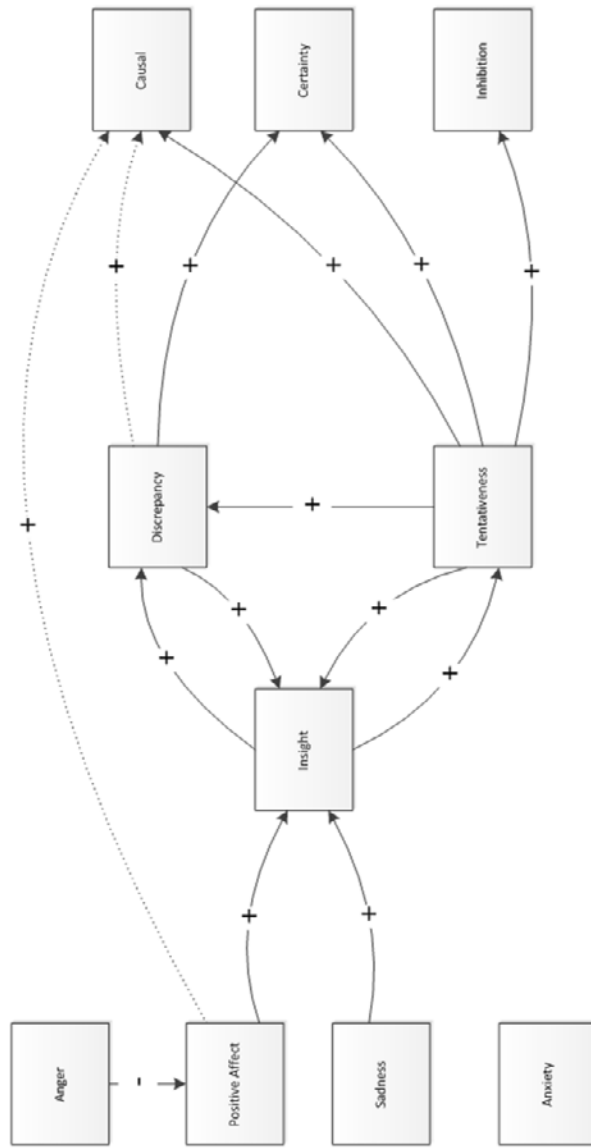 Anger
-
Positive Affect
Sadness
Anxiety
+
+
+
Insight
+
+
+
+
Discrepancy
+
Tentativeness
+
+
+
+
+
Causal
Certainty
Inhibition